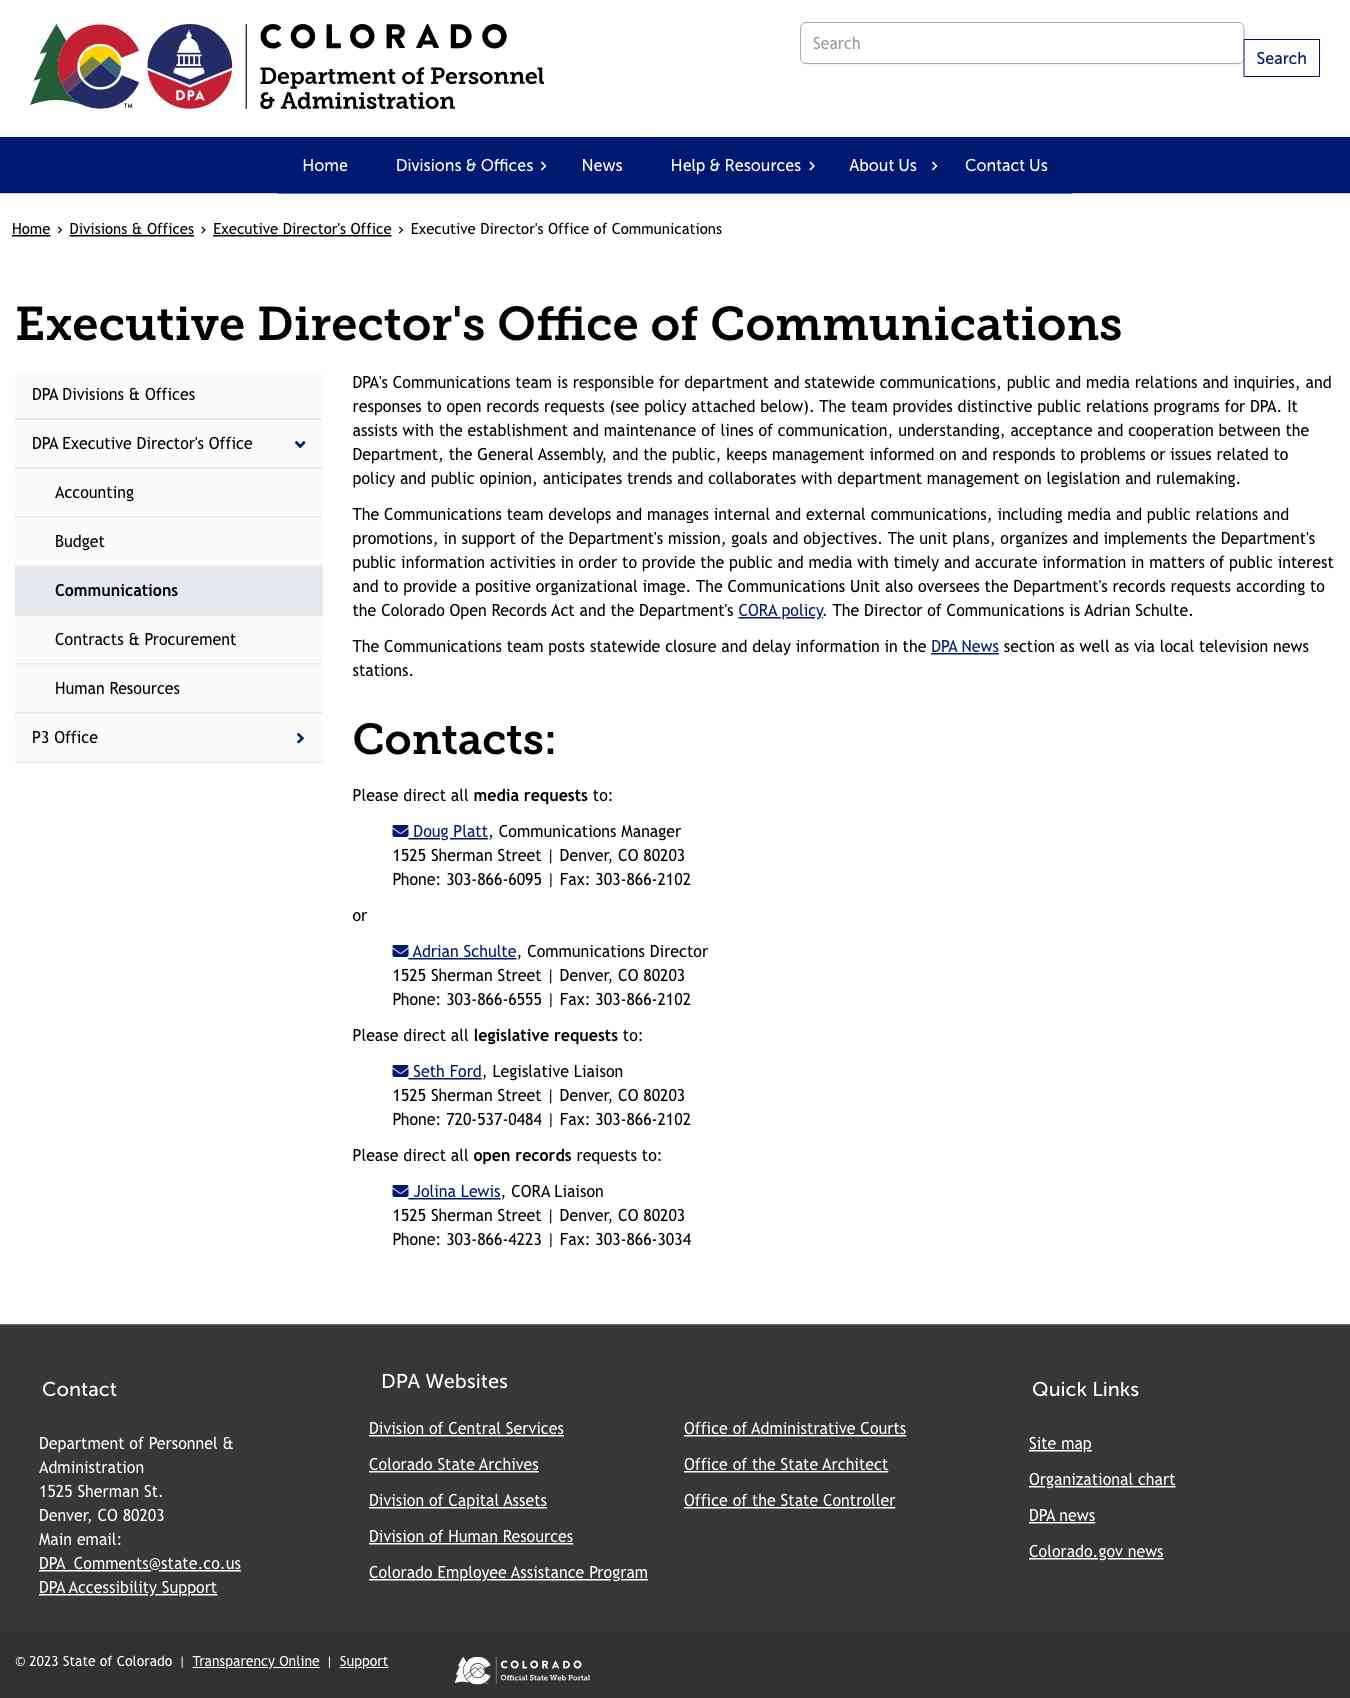 COLORADO
Department of Personnel
& Administration
DPA
TM
Search
Search
Home
Divisions & Offices
News
Help & Resources
About Us
Contact Us
Home › Divisions & Offices › Executive Director's Office › Executive Director's Office of Communications
Executive Director's Office of Communications
DPA Divisions & Offices
DPA Executive Director's Office
Accounting
Budget
Communications
Contracts & Procurement
Human Resources
P3 Office
DPA's Communications team is responsible for department and statewide communications, public and media relations and inquiries, and
responses to open records requests (see policy attached below). The team provides distinctive public relations programs for DPA. It
assists with the establishment and maintenance of lines of communication, understanding, acceptance and cooperation between the
Department, the General Assembly, and the public, keeps management informed on and responds to problems or issues related to
policy and public opinion, anticipates trends and collaborates with department management on legislation and rulemaking.
The Communications team develops and manages internal and external communications, including media and public relations and
promotions, in support of the Department's mission, goals and objectives. The unit plans, organizes and implements the Department's
public information activities in order to provide the public and media with timely and accurate information in matters of public interest
and to provide a positive organizational image. The Communications Unit also oversees the Department's records requests according to
the Colorado Open Records Act and the Department's CORA policy. The Director of Communications is Adrian Schulte.
The Communications team posts statewide closure and delay information in the DPA News section as well as via local television news
stations.
Contacts:
Please direct all media requests to:
Doug Platt, Communications Manager
1525 Sherman Street | Denver, CO 80203
Phone: 303-866-6095 | Fax: 303-866-2102
or
Adrian Schulte, Communications Director
1525 Sherman Street | Denver, CO 80203
Phone: 303-866-6555 | Fax: 303-866-2102
Please direct all legislative requests to:
Seth Ford, Legislative Liaison
1525 Sherman Street | Denver, CO 80203
Phone: 720-537-0484 | Fax: 303-866-2102
Please direct all open records requests to:
Jolina Lewis, CORA Liaison
1525 Sherman Street | Denver, CO 80203
Phone: 303-866-4223 | Fax: 303-866-3034
Contact
Department of Personnel &
Administration
1525 Sherman St.
Denver, CO 80203
Main email:
DPA_Comments@state.co.us
DPA Accessibility Support
DPA Websites
Division of Central Services
Colorado State Archives
Division of Capital Assets
Division of Human Resources
Colorado Employee Assistance Program
Office of Administrative Courts
Office of the State Architect
Office of the State Controller
Quick Links
Site map
Organizational chart
DPA news
Colorado.gov news
© 2023 State of Colorado | Transparency Online | Support
COLORADO
Official State Web Portal